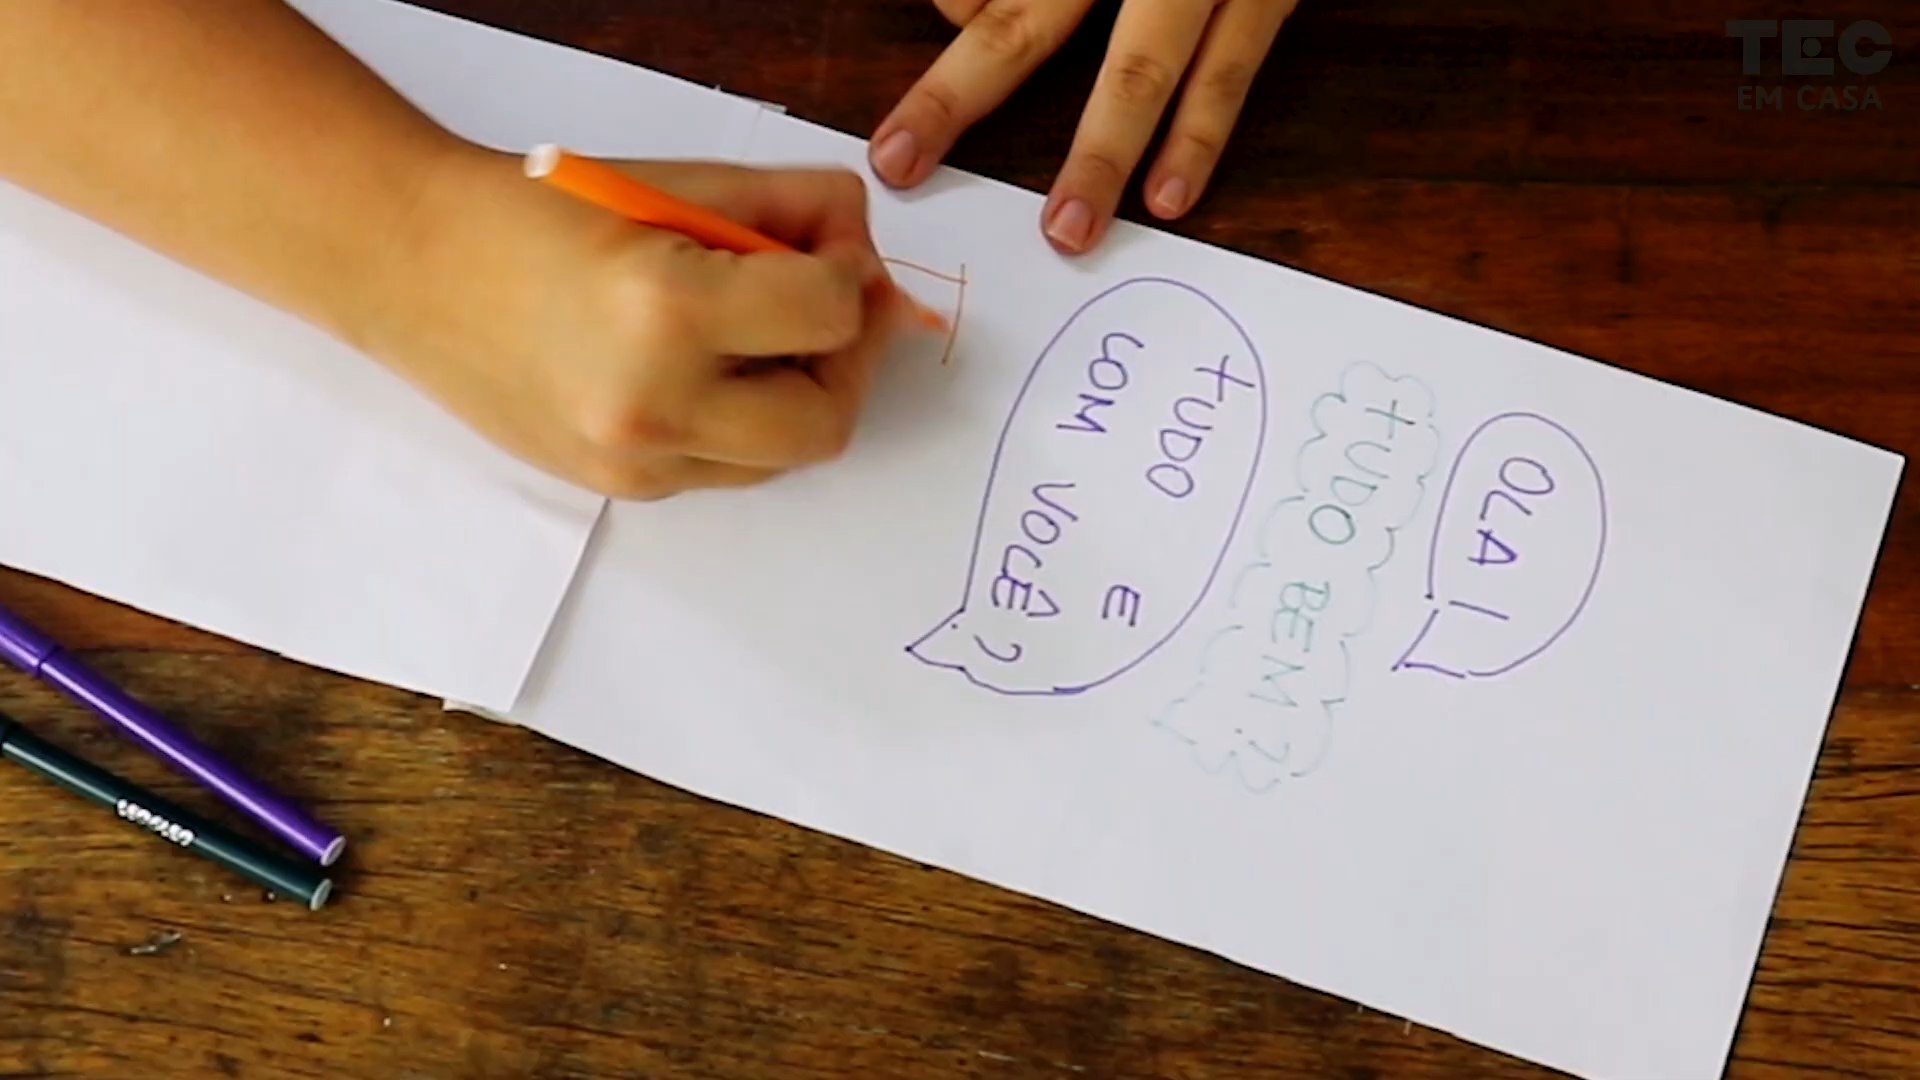 OLA!
tUDO BEM?
tUDO E
COM VOCÊ?
TEC
EM CASA